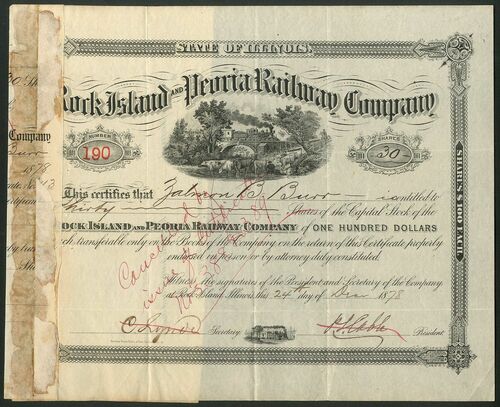 STATE OF ILLINOIS.
Rock Island AND Peoria Railway Company
NUMBER
190
SHARES
30
This certifies that Zalmon B. Burr is entitled to
Thirty Shares of the Capital Stock of the
ROCK ISLAND AND PEORIA RAILWAY COMPANY of ONE HUNDRED DOLLARS
each transferable only on the Books of the Company on the return of this Certificate properly
endorsed in person or by attorney duly constituted.
Witness the signature of the President and Secretary of the Company
at Rock Island Illinois this 24th day of Dec 1878
Secretary
President
SHARES $100 EACH
Cancelled
Company
Burr
1878